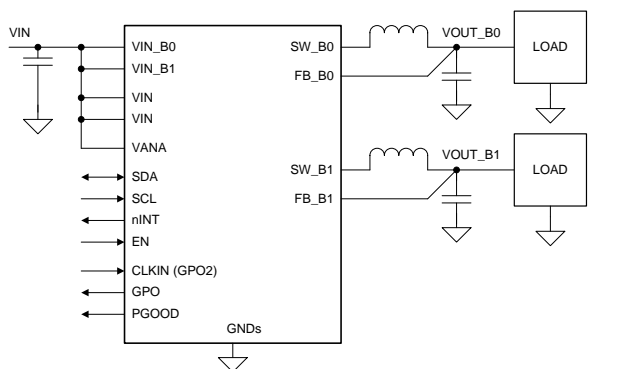 VIN
VIN_B0
VIN_B1
VIN
VIN
VANA
SDA
SCL
nINT
EN
CLKIN (GPO2)
GPO
PGOOD
GNDs
SW_B0
FB_B0
SW_B1
FB_B1
VOUT_B0
LOAD
VOUT_B1
LOAD